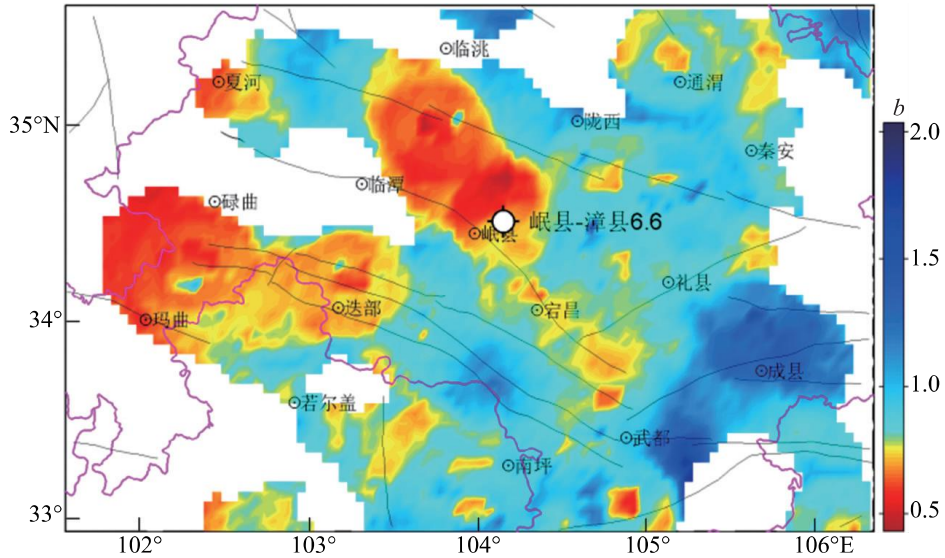 临洮
夏河
通渭
b
2.0
35°N
陇西
秦安
临潭
碌曲
岷县-漳县6.6
岷县
1.5
礼县
34°
玛曲
迭部
宕昌
成县
1.0
若尔盖
武都
南坪
33°
0.5
102°
103°
104°
105°
106°E